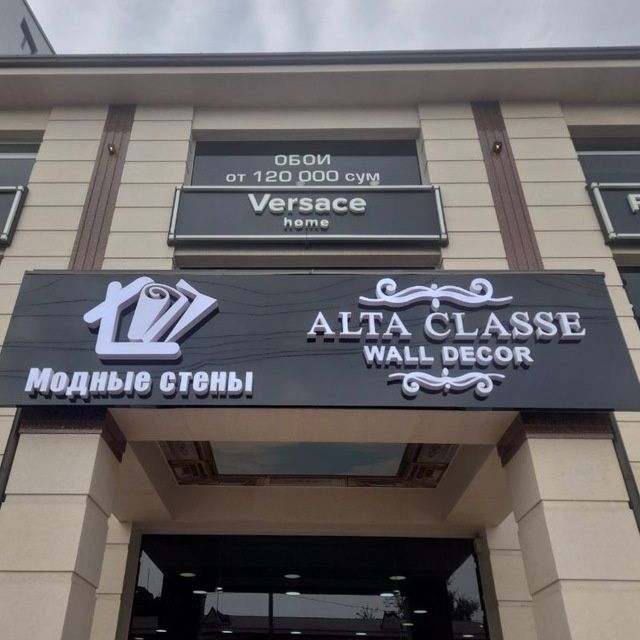 ОБОИ
от 120 000 сум
Versace
home
Модные стены
ALTA CLASSE
WALL DECOR